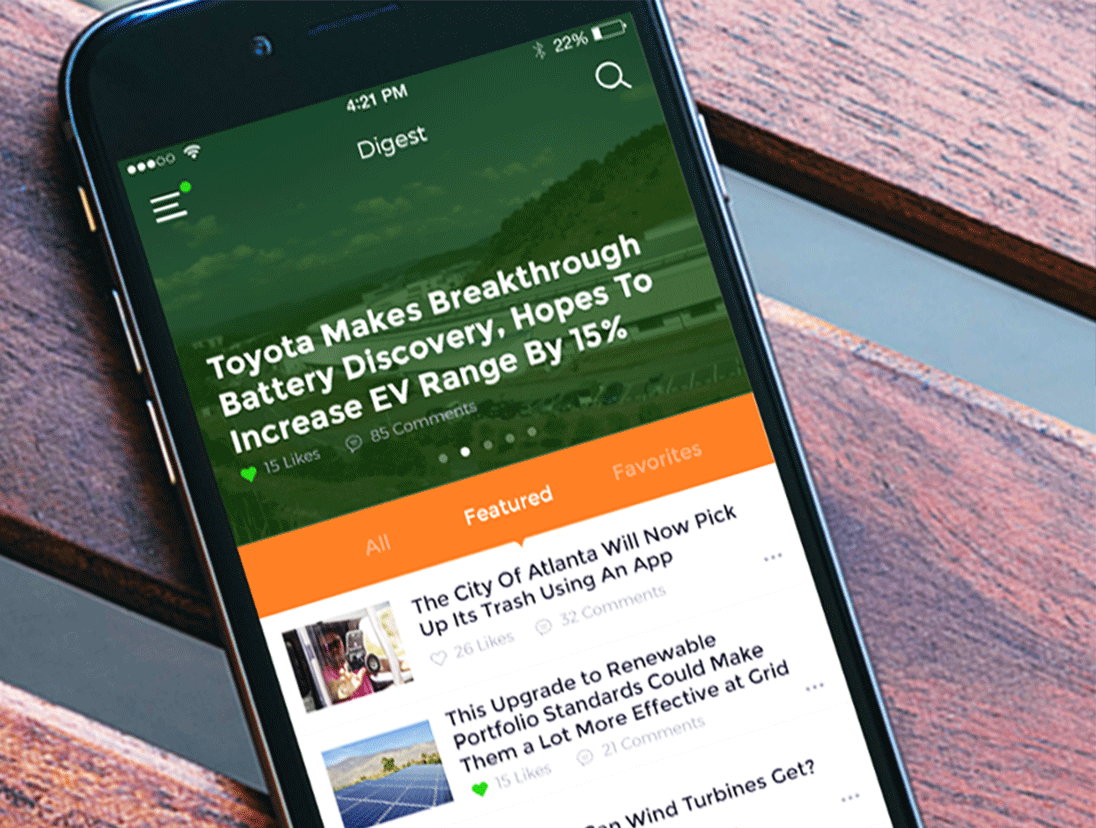 22%
4:21 PM
Digest
Toyota Makes Breakthrough
Battery Discovery, Hopes To
Increase EV Range By 15%
15 Likes 85 Comments
All Featured Favorites
The City Of Atlanta Will Now Pick
Up Its Trash Using An App
26 Likes 32 Comments
This Upgrade to Renewable
Portfolio Standards Could Make
Them a Lot More Effective at Grid
15 Likes 21 Comments
Wind Turbines Get?